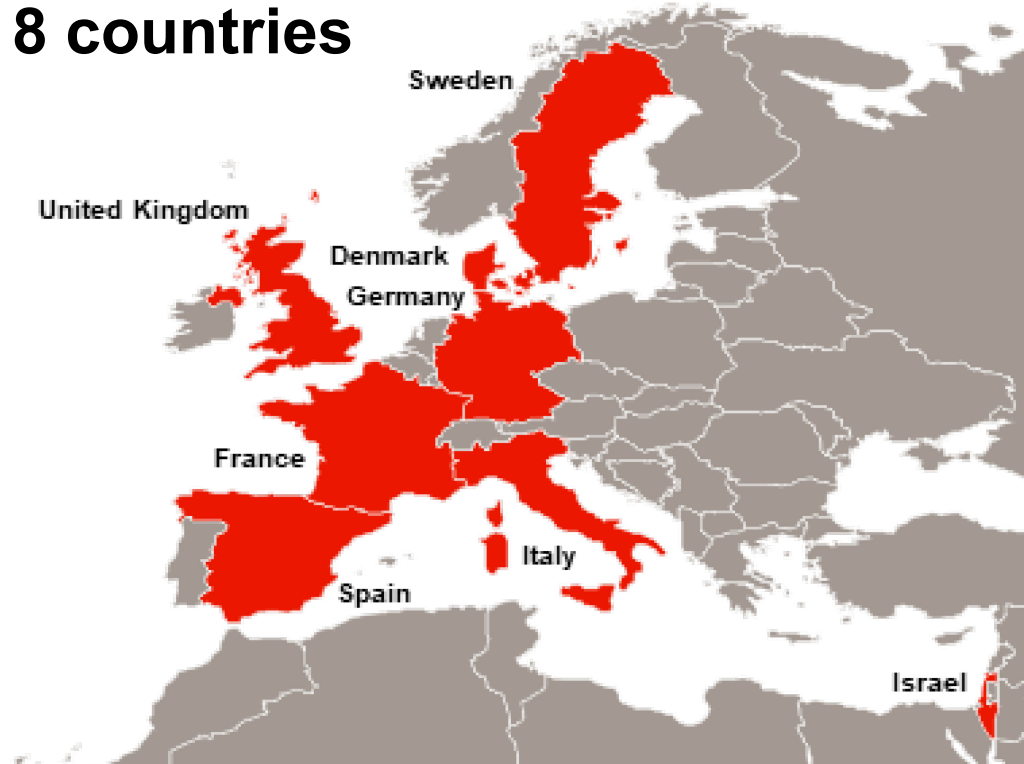 8 countries
Sweden
United Kingdom
Denmark
Germany
France
Italy
Spain
Israel